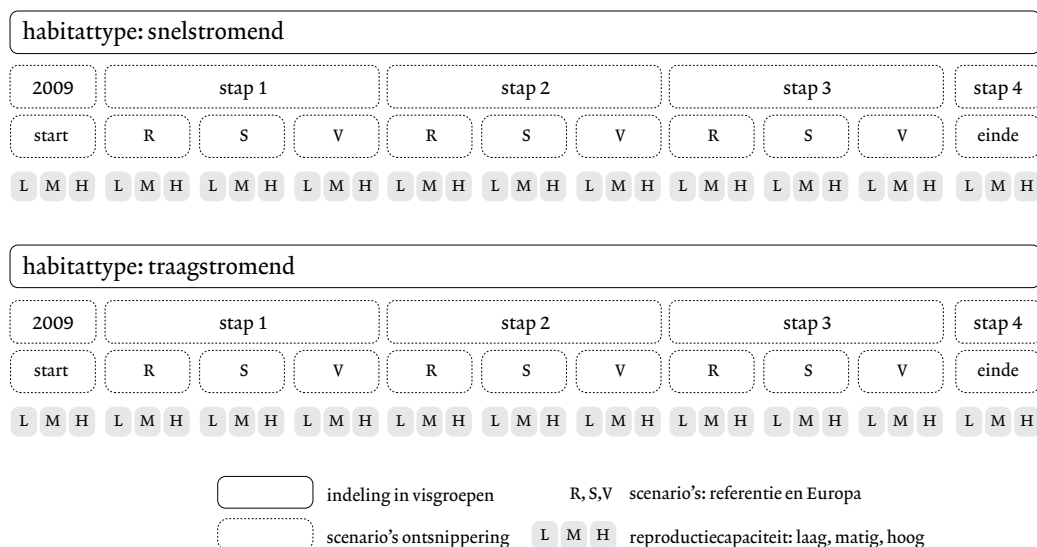 habitattype: snelstromend
2009 stap 1 stap 2 stap 3 stap 4
start R S V R S V R S V einde
L M H L M H L M H L M H L M H L M H L M H L M H L M H L M H L M H
habitattype: traagstromend
2009 stap 1 stap 2 stap 3 stap 4
start R S V R S V R S V einde
L M H L M H L M H L M H L M H L M H L M H L M H L M H L M H L M H
indeling in visgroepen R, S,V scenario's: referentie en Europa
scenario's ontsnippering L M H reproductiecapaciteit: laag, matig, hoog